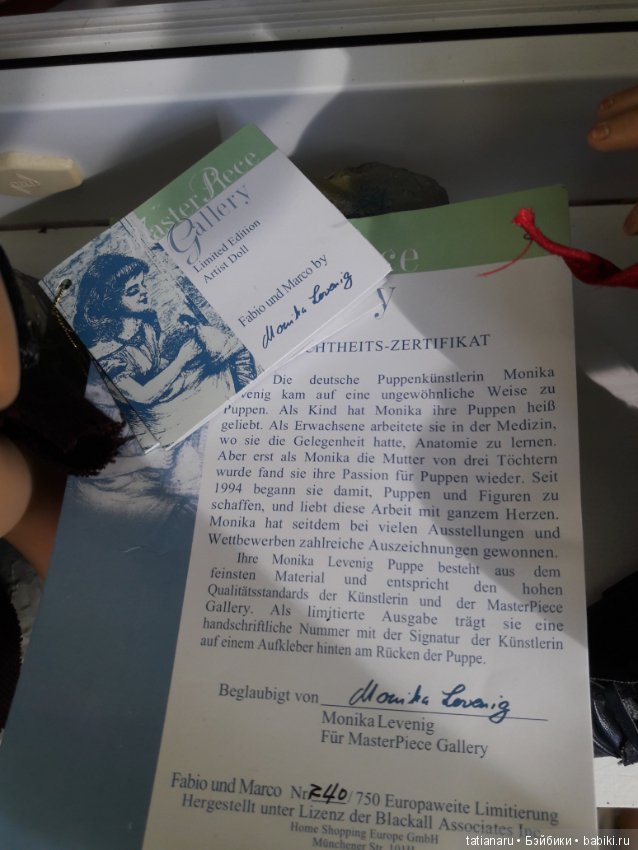 Master Piece
Gallery
Limited Edition
Artist Doll
Fabio und Marco by
Monika Levenig
ece
y
CHTHEITS-ZERTIFIKAT
Die deutsche Puppenkünstlerin Monika
Levenig kam auf eine ungewöhnliche Weise zu
Puppen. Als Kind hat Monika ihre Puppen heiß
geliebt. Als Erwachsene arbeitete sie in der Medizin,
wo sie die Gelegenheit hatte, Anatomie zu lernen.
Aber erst als Monika die Mutter von drei Töchtern
wurde fand sie ihre Passion für Puppen wieder. Seit
1994 begann sie damit, Puppen und Figuren zu
schaffen, und liebt diese Arbeit mit ganzem Herzen.
Monika hat seitdem bei vielen Ausstellungen und
Wettbewerben zahlreiche Auszeichnungen gewonnen.
Ihre Monika Levenig Puppe besteht aus dem
feinsten Material und entspricht den hohen
Qualitätsstandards der Künstlerin und der MasterPiece
Gallery. Als limitierte Ausgabe trägt sie eine
handschriftliche Nummer mit der Signatur der Künstlerin
auf einem Aufkleber hinten am Rücken der Puppe.
Beglaubigt von Monika Levenig
Monika Levenig
Für MasterPiece Gallery
Fabio und Marco Nr. 240/750 Europaweite Limitierung
Hergestellt unter Lizenz der Blackall Associates Inc.
Home Shopping Europe GmbH
Münchener Str. 101H
tatianaru • Бэйбики • babiki.ru